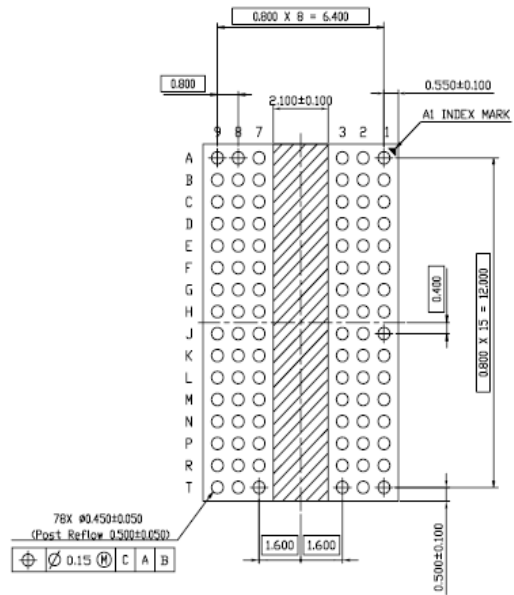 0.800 X 8 = 6.400
0.800
0.550±0.100
2.100±0.100
A1 INDEX MARK
9 8 7 3 2 1
A
B
C
D
E
F
G
H
J
K
L
M
N
P
R
T
0.400
0.800 X 15 = 12.000
78X Ø0.450±0.050
(Post Reflow 0.500±0.050)
⌖ Ø 0.15 Ⓜ C A B
1.600 1.600
0.500±0.100